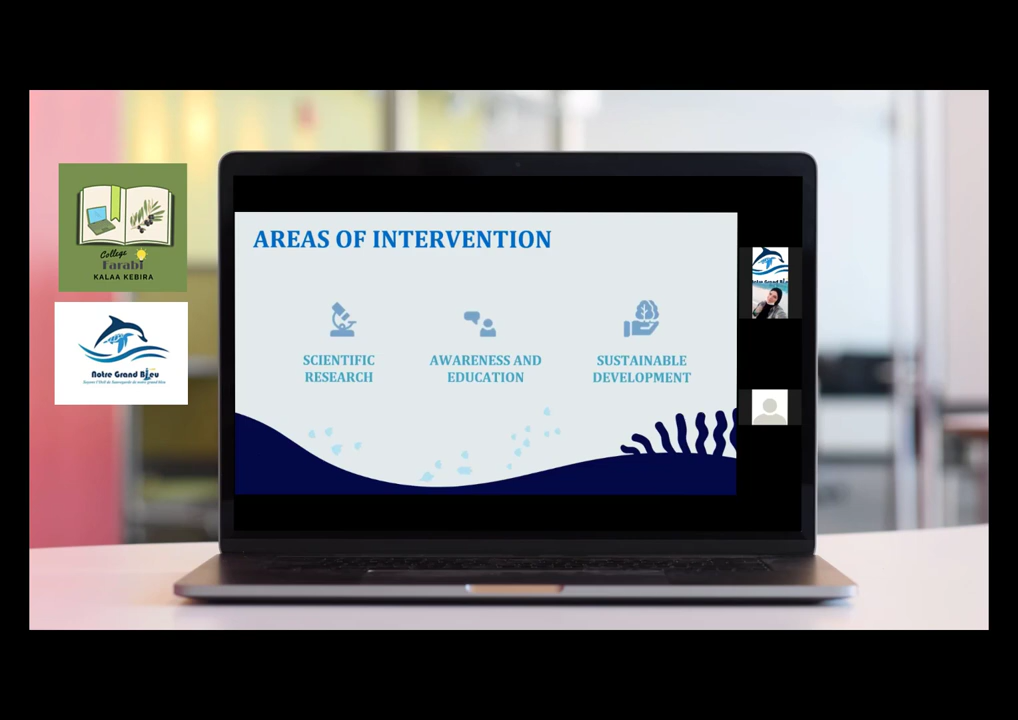 College
Farabi
KALAA KEBIRA
Notre Grand Bleu
AREAS OF INTERVENTION
SCIENTIFIC
RESEARCH
AWARENESS AND
EDUCATION
SUSTAINABLE
DEVELOPMENT